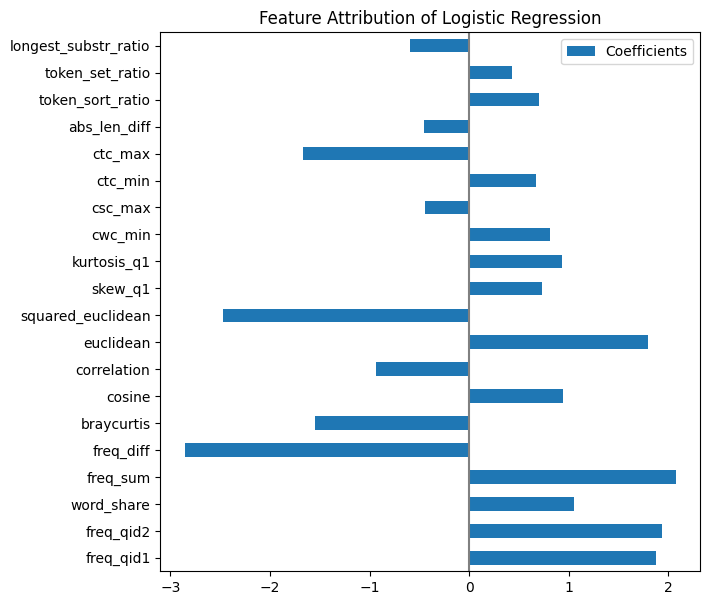 Feature Attribution of Logistic Regression
Coefficients
longest_substr_ratio
token_set_ratio
token_sort_ratio
abs_len_diff
ctc_max
ctc_min
csc_max
cwc_min
kurtosis_q1
skew_q1
squared_euclidean
euclidean
correlation
cosine
braycurtis
freq_diff
freq_sum
word_share
freq_qid2
freq_qid1
−3 −2 −1 0 1 2